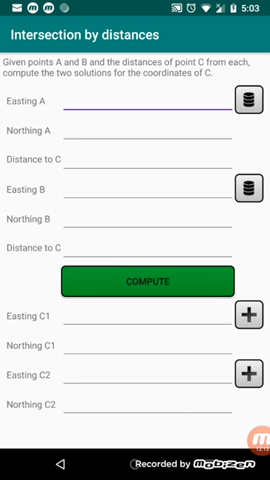 5:03
Intersection by distances
Given points A and B and the distances of point C from each,
compute the two solutions for the coordinates of C.
Easting A
Northing A
Distance to C
Easting B
Northing B
Distance to C
COMPUTE
Easting C1
Northing C1
Easting C2
Northing C2
Recorded by Mobizen